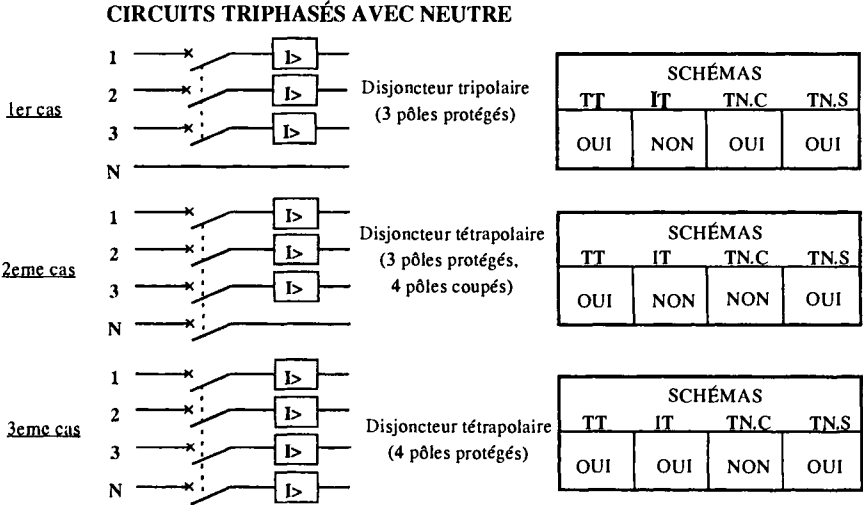 CIRCUITS TRIPHASÉS AVEC NEUTRE
1er cas
1 I>
2 I>
3 I>
N
Disjoncteur tripolaire
(3 pôles protégés)
SCHÉMAS
TT IT TN.C TN.S
OUI NON OUI OUI
2eme cas
1 I>
2 I>
3 I>
N
Disjoncteur tétrapolaire
(3 pôles protégés,
4 pôles coupés)
SCHÉMAS
TT IT TN.C TN.S
OUI NON NON OUI
3eme cas
1 I>
2 I>
3 I>
N I>
Disjoncteur tétrapolaire
(4 pôles protégés)
SCHÉMAS
TT IT TN.C TN.S
OUI OUI NON OUI